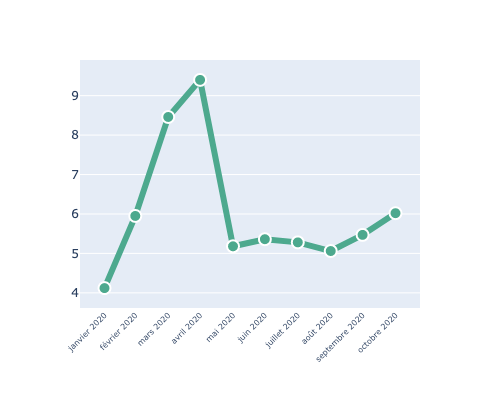 9
8
7
6
5
4
janvier 2020
février 2020
mars 2020
avril 2020
mai 2020
juin 2020
juillet 2020
août 2020
septembre 2020
octobre 2020